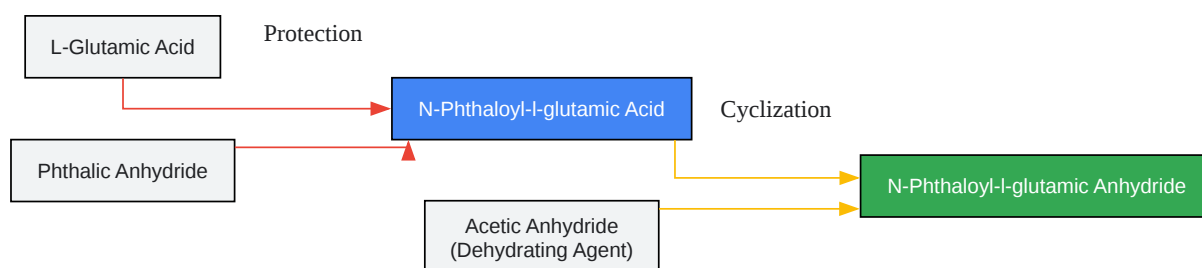 L-Glutamic Acid
Protection
N-Phthaloyl-l-glutamic Acid
Cyclization
Phthalic Anhydride
N-Phthaloyl-l-glutamic Anhydride
Acetic Anhydride
(Dehydrating Agent)